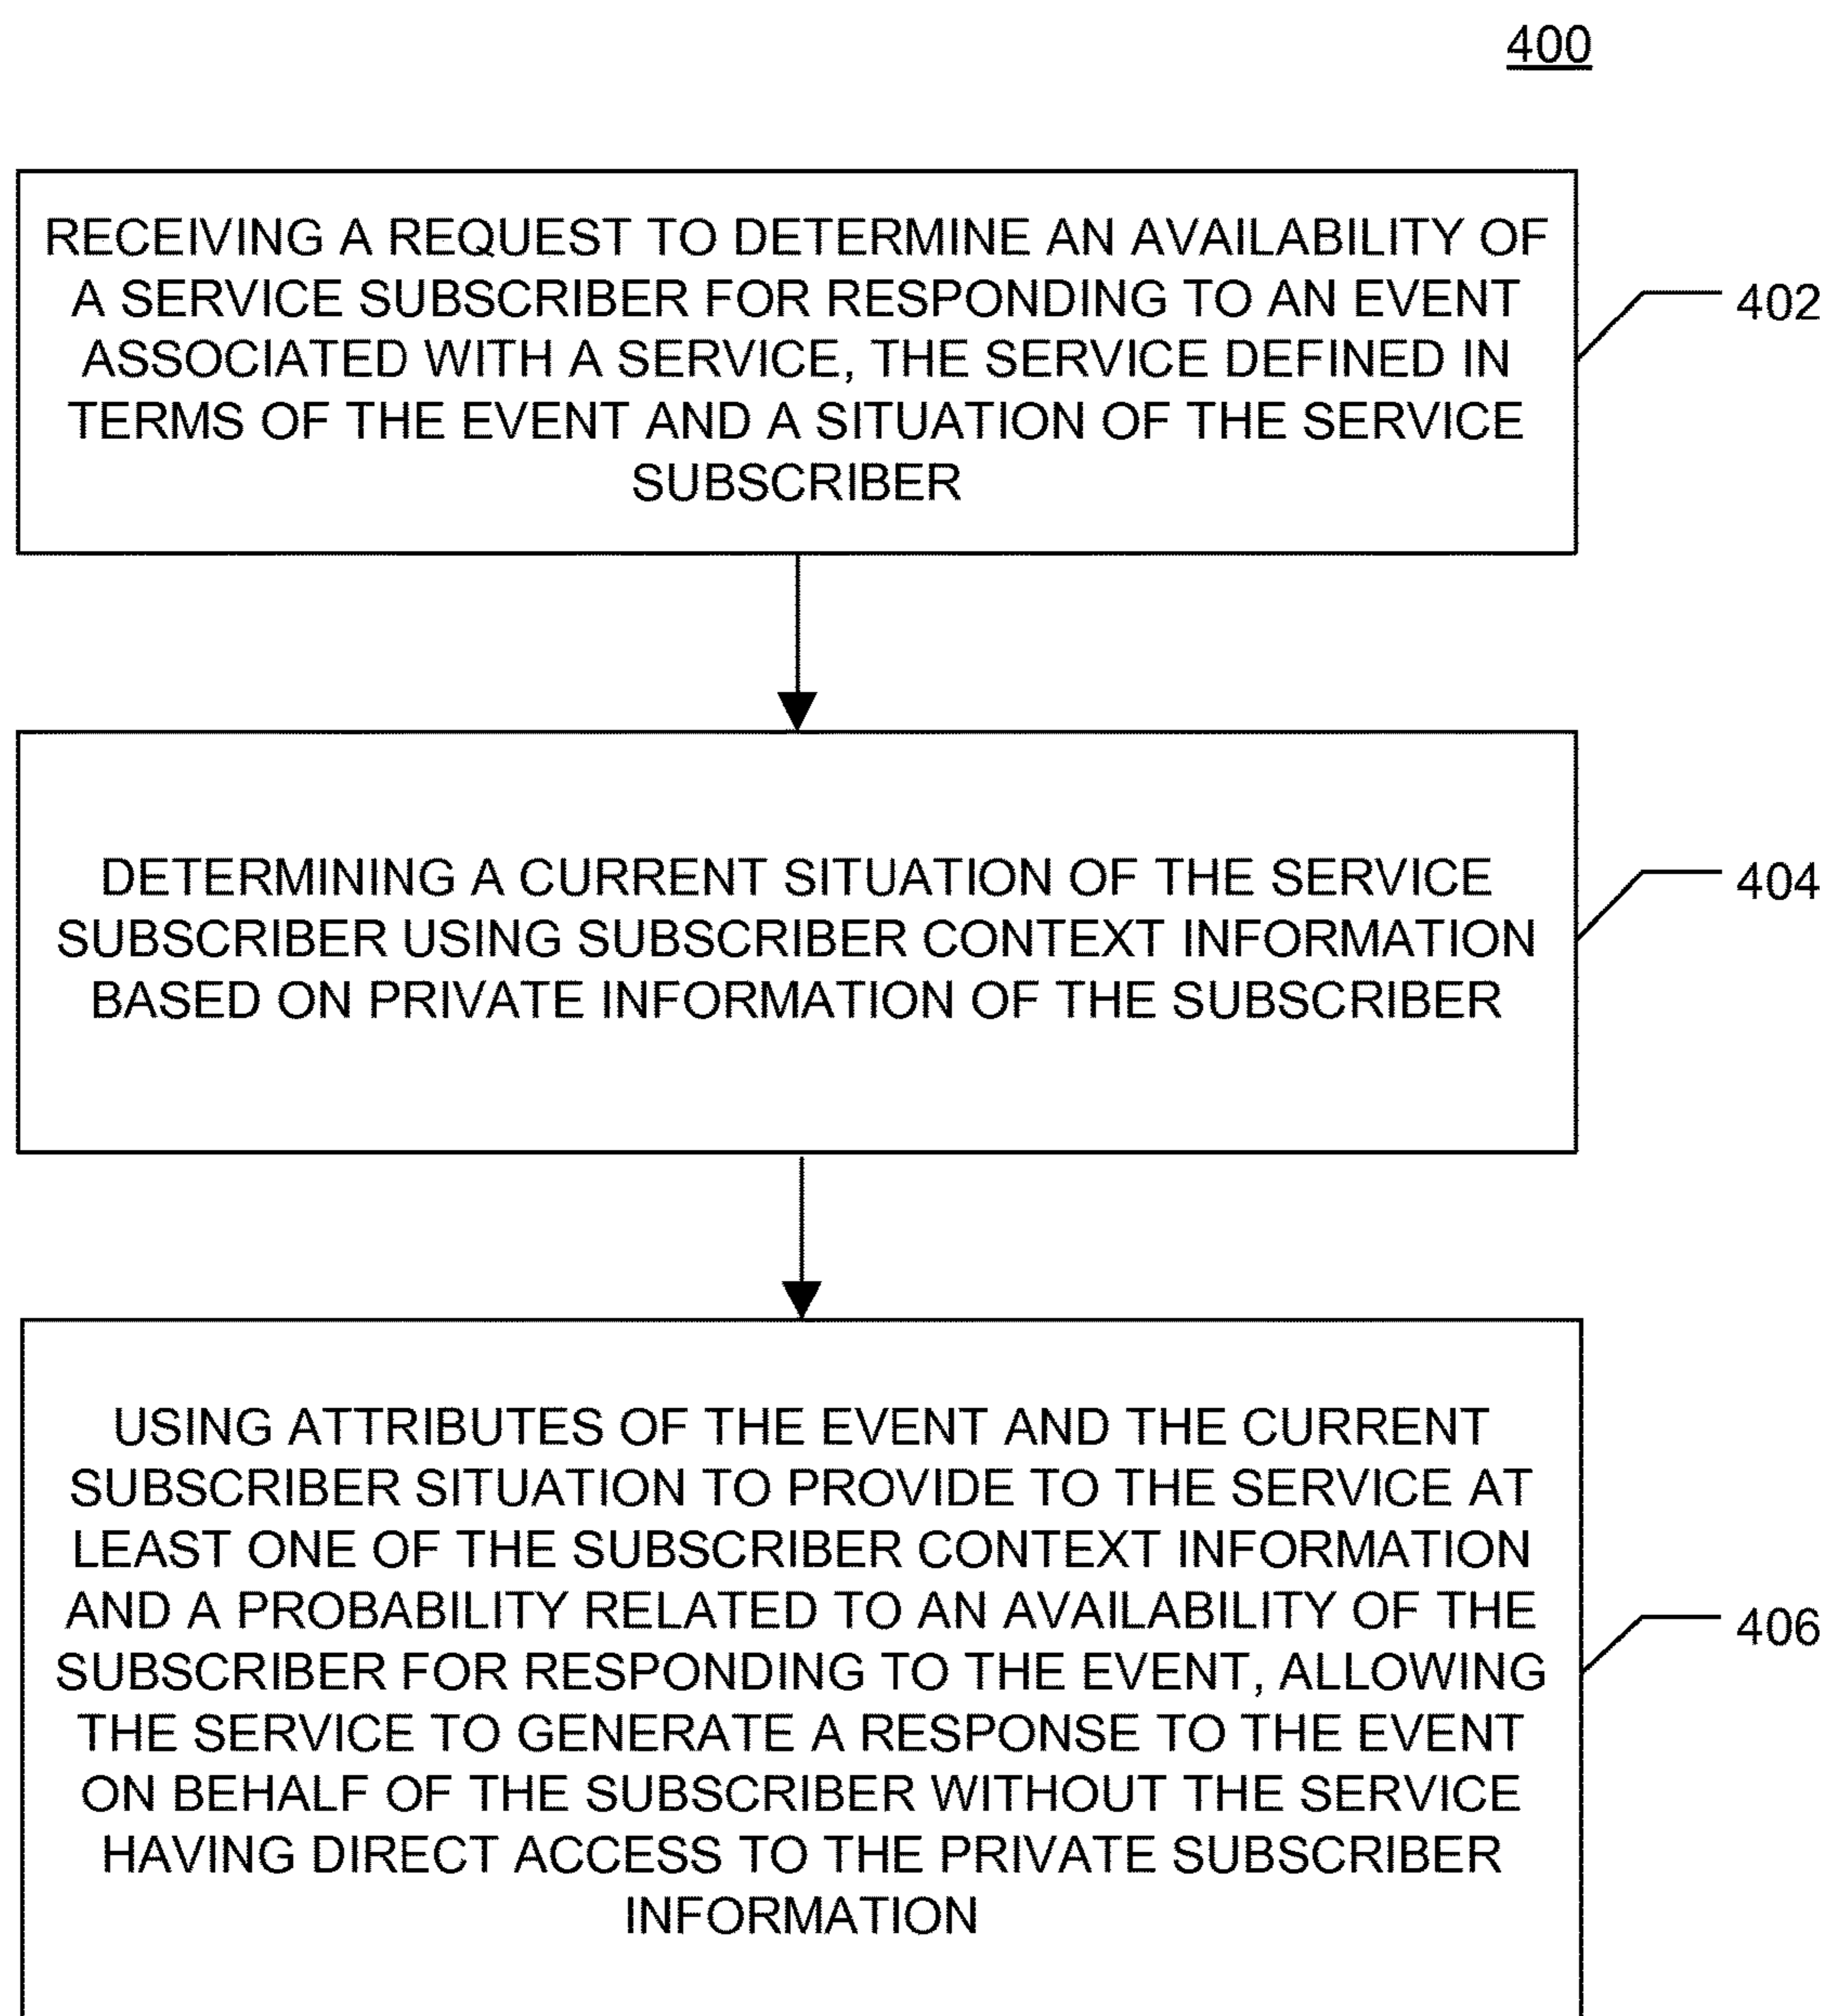 400
RECEIVING A REQUEST TO DETERMINE AN AVAILABILITY OF
A SERVICE SUBSCRIBER FOR RESPONDING TO AN EVENT
ASSOCIATED WITH A SERVICE, THE SERVICE DEFINED IN
TERMS OF THE EVENT AND A SITUATION OF THE SERVICE
SUBSCRIBER
402
DETERMINING A CURRENT SITUATION OF THE SERVICE
SUBSCRIBER USING SUBSCRIBER CONTEXT INFORMATION
BASED ON PRIVATE INFORMATION OF THE SUBSCRIBER
404
USING ATTRIBUTES OF THE EVENT AND THE CURRENT
SUBSCRIBER SITUATION TO PROVIDE TO THE SERVICE AT
LEAST ONE OF THE SUBSCRIBER CONTEXT INFORMATION
AND A PROBABILITY RELATED TO AN AVAILABILITY OF THE
SUBSCRIBER FOR RESPONDING TO THE EVENT, ALLOWING
THE SERVICE TO GENERATE A RESPONSE TO THE EVENT
ON BEHALF OF THE SUBSCRIBER WITHOUT THE SERVICE
HAVING DIRECT ACCESS TO THE PRIVATE SUBSCRIBER
INFORMATION
406